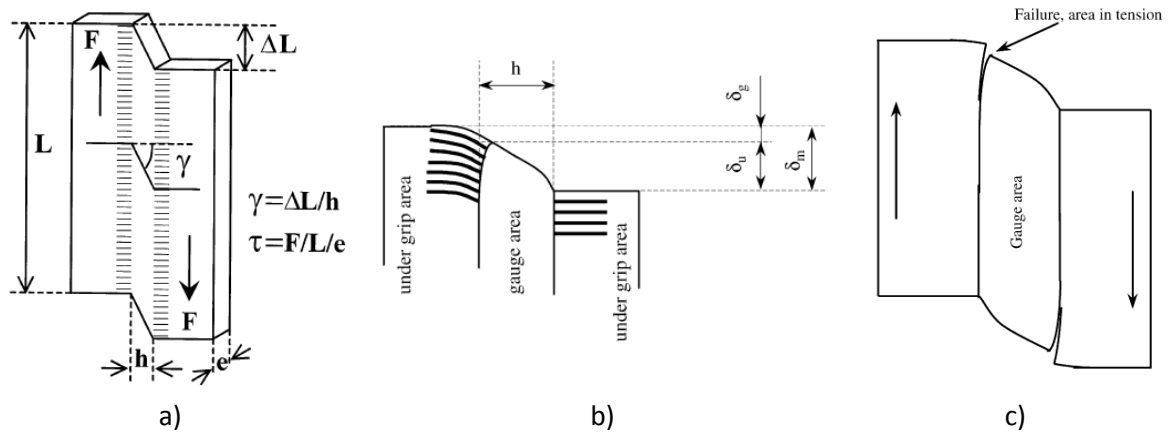 F
ΔL
L
γ
γ=ΔL/h
τ=F/L/e
F
h
e
a)
h
δg
δu
δm
under grip area
gauge area
under grip area
b)
Failure, area in tension
Gauge area
c)